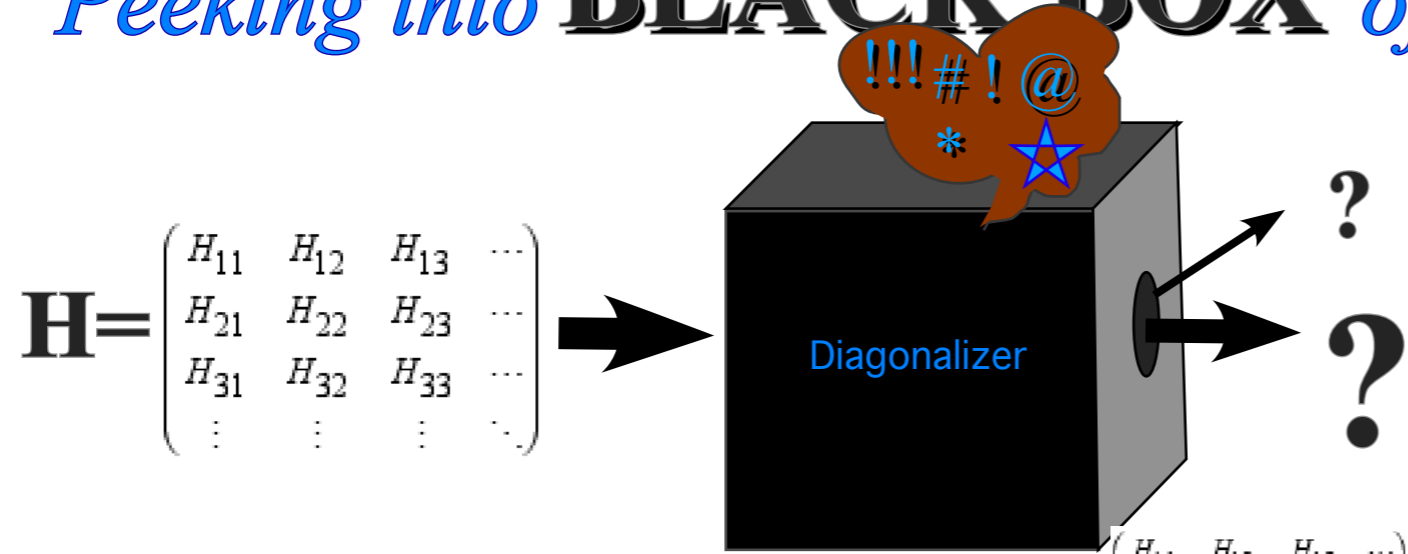 Peeking into BLACK BOX of
!!! # ! @
*
H= ( H11 H12 H13 ...
H21 H22 H23 ...
H31 H32 H33 ...
⋮ ⋮ ⋮ ⋱ )
Diagonalizer
?
?